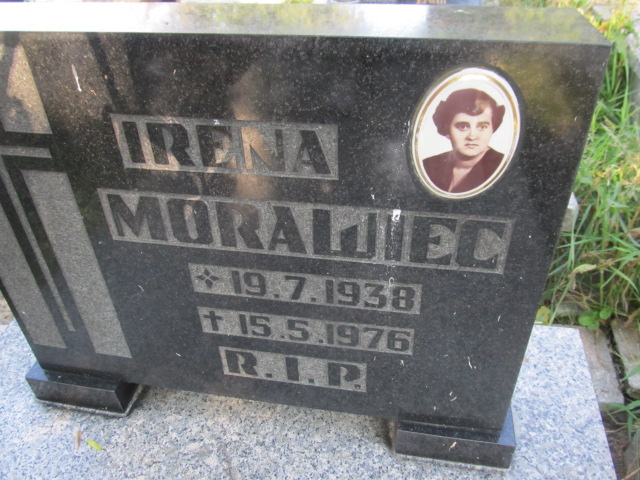 IRENA
MORAWIEC
* 19.7.1938
† 15.5.1976
R.I.P.